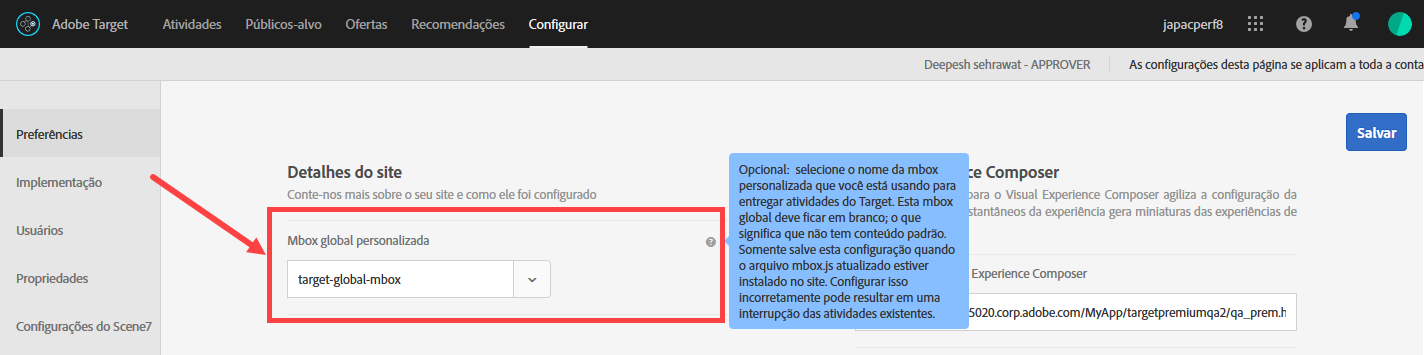 Adobe Target Atividades Públicos-alvo Ofertas Recomendações Configurar japacperf8
Deepesh sehrawat - APPROVER As configurações desta página se aplicam a toda a conta
Preferências
Implementação
Usuários
Propriedades
Configurações do Scene7
Salvar
Detalhes do site
Conte-nos mais sobre o seu site e como ele foi configurado
Mbox global personalizada
target-global-mbox
Opcional: selecione o nome da mbox
personalizada que você está usando para
entregar atividades do Target. Esta mbox
global deve ficar em branco; o que
significa que não tem conteúdo padrão.
Somente salve esta configuração quando
o arquivo mbox.js atualizado estiver
instalado no site. Configurar isso
incorretamente pode resultar em uma
interrupção das atividades existentes.
ce Composer
para o Visual Experience Composer agiliza a configuração da
stantâneos da experiência gera miniaturas das experiências de
Experience Composer
5020.corp.adobe.com/MyApp/targetpremiumqa2/qa_prem.h